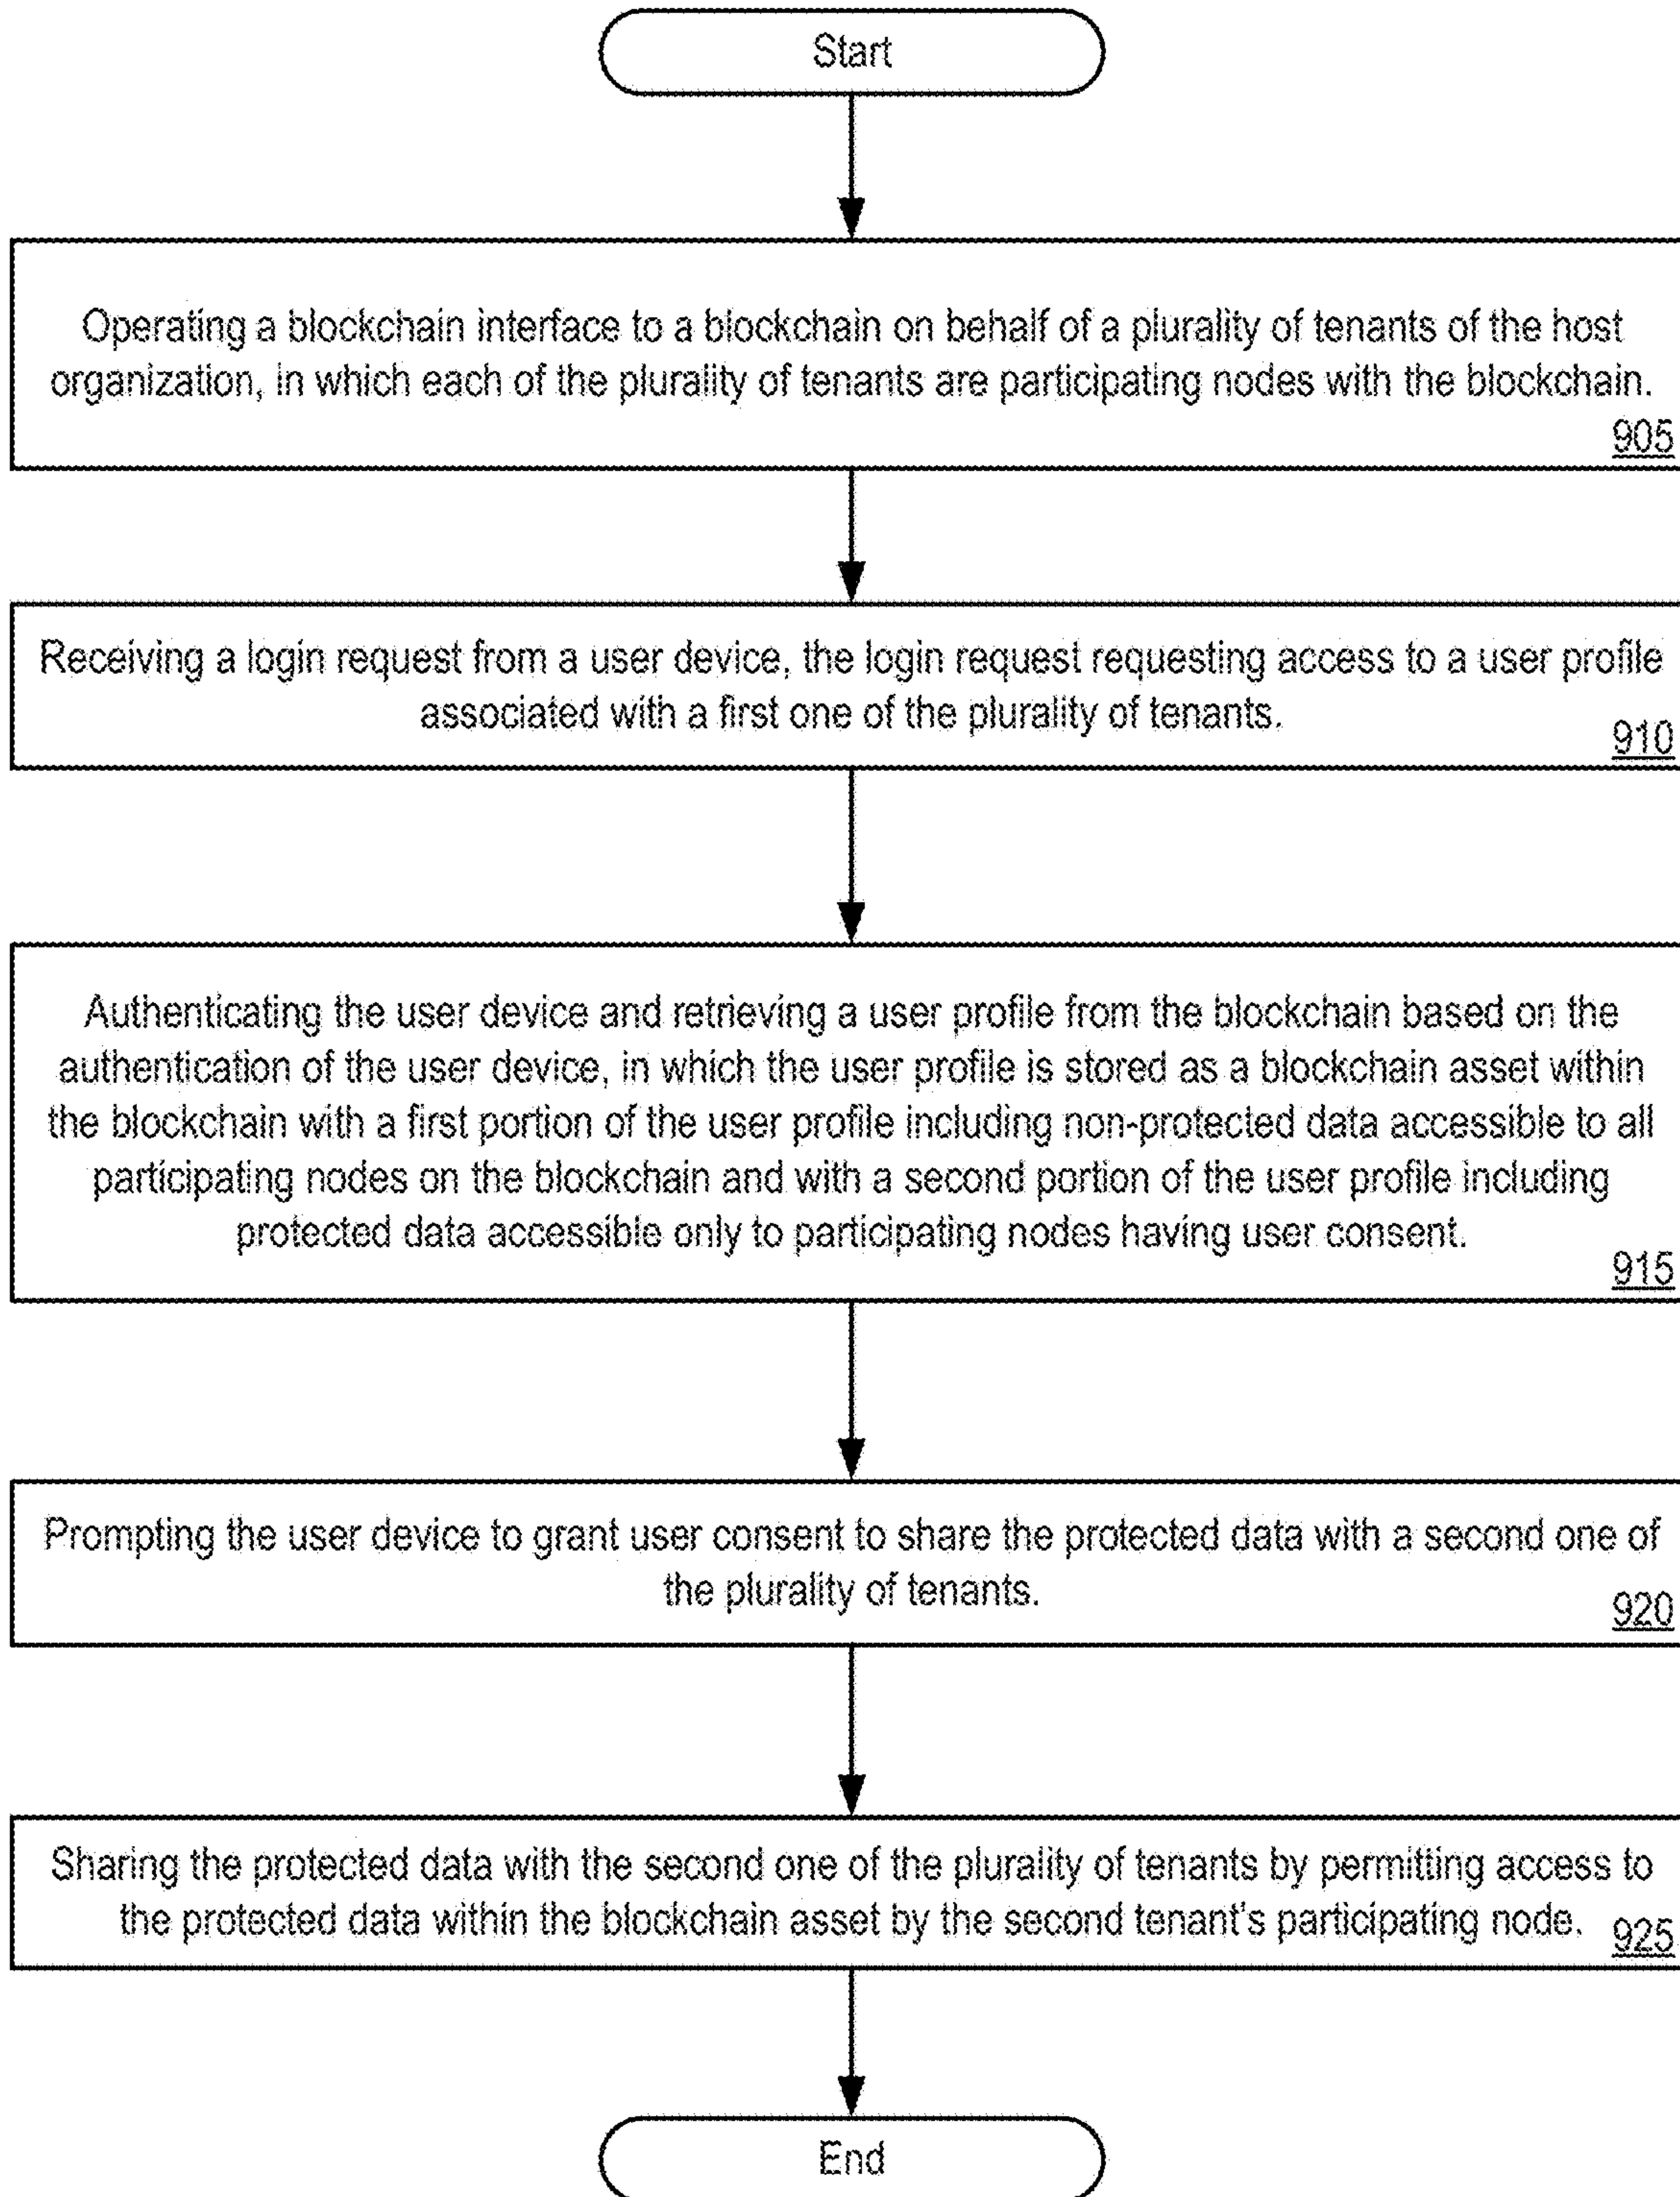 Start
Operating a blockchain interface to a blockchain on behalf of a plurality of tenants of the host
organization, in which each of the plurality of tenants are participating nodes with the blockchain.
905
Receiving a login request from a user device, the login request requesting access to a user profile
associated with a first one of the plurality of tenants.
910
Authenticating the user device and retrieving a user profile from the blockchain based on the
authentication of the user device, in which the user profile is stored as a blockchain asset within
the blockchain with a first portion of the user profile including non-protected data accessible to all
participating nodes on the blockchain and with a second portion of the user profile including
protected data accessible only to participating nodes having user consent.
915
Prompting the user device to grant user consent to share the protected data with a second one of
the plurality of tenants.
920
Sharing the protected data with the second one of the plurality of tenants by permitting access to
the protected data within the blockchain asset by the second tenant's participating node.
925
End